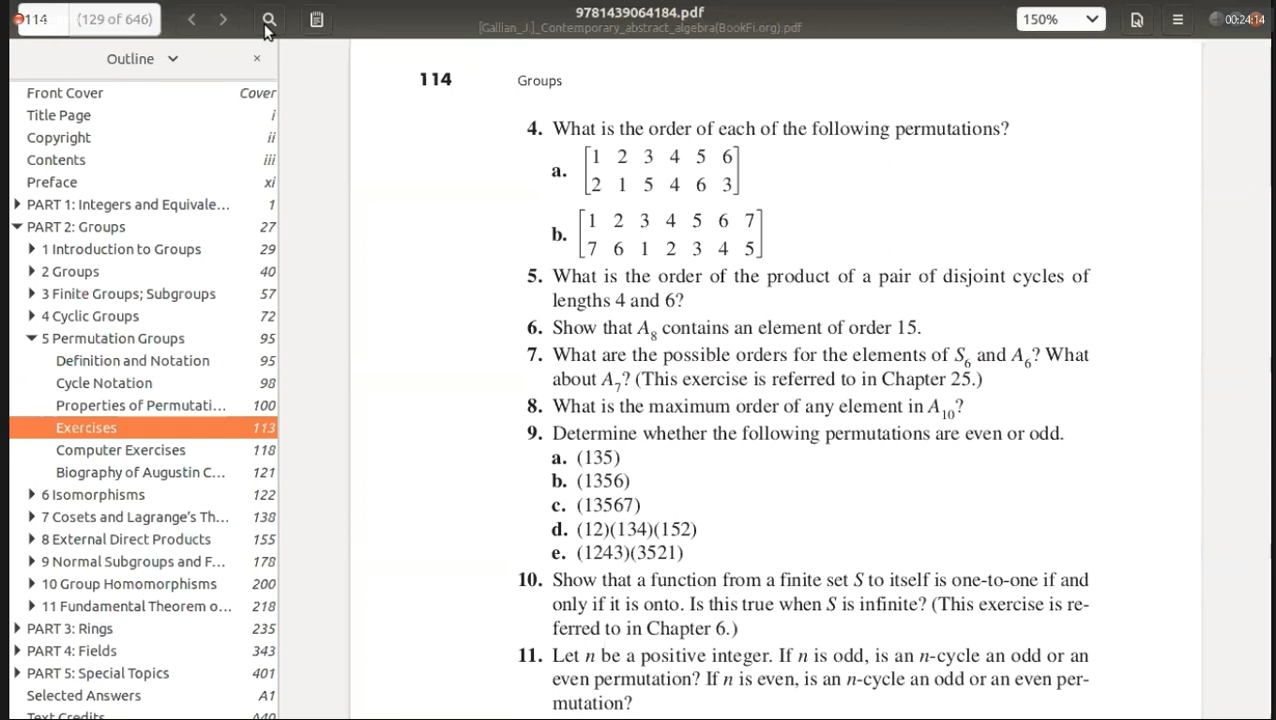 114 (129 of 646) 9781439064184.pdf 150% 00:24:14
[Gallian_J.]_Contemporary_abstract_algebra(BookFi.org).pdf
Outline ×
Front Cover Cover
Title Page i
Copyright ii
Contents iii
Preface xi
PART 1: Integers and Equivale... 1
PART 2: Groups 27
1 Introduction to Groups 29
2 Groups 40
3 Finite Groups; Subgroups 57
4 Cyclic Groups 72
5 Permutation Groups 95
Definition and Notation 95
Cycle Notation 98
Properties of Permutati... 100
Exercises 113
Computer Exercises 118
Biography of Augustin C... 121
6 Isomorphisms 122
7 Cosets and Lagrange's Th... 138
8 External Direct Products 155
9 Normal Subgroups and F... 178
10 Group Homomorphisms 200
11 Fundamental Theorem o... 218
PART 3: Rings 235
PART 4: Fields 343
PART 5: Special Topics 401
Selected Answers A1
Text Credits A40
114 Groups
4. What is the order of each of the following permutations?
a. [1 2 3 4 5 6]
[2 1 5 4 6 3]
b. [1 2 3 4 5 6 7]
[7 6 1 2 3 4 5]
5. What is the order of the product of a pair of disjoint cycles of
lengths 4 and 6?
6. Show that A₈ contains an element of order 15.
7. What are the possible orders for the elements of S₆ and A₆? What
about A₇? (This exercise is referred to in Chapter 25.)
8. What is the maximum order of any element in A₁₀?
9. Determine whether the following permutations are even or odd.
a. (135)
b. (1356)
c. (13567)
d. (12)(134)(152)
e. (1243)(3521)
10. Show that a function from a finite set S to itself is one-to-one if and
only if it is onto. Is this true when S is infinite? (This exercise is re-
ferred to in Chapter 6.)
11. Let n be a positive integer. If n is odd, is an n-cycle an odd or an
even permutation? If n is even, is an n-cycle an odd or an even per-
mutation?